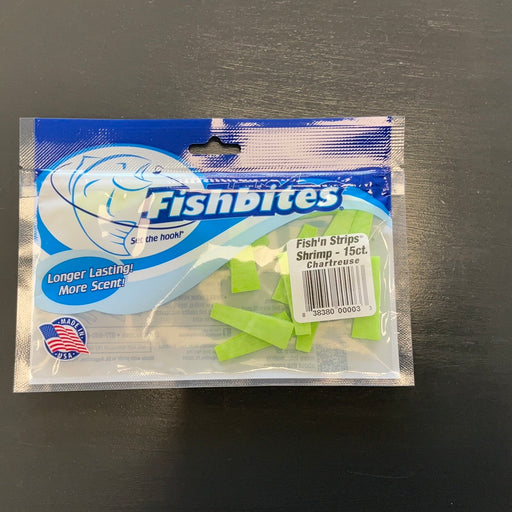 Fishbites
Set the hook!®
Longer Lasting!
More Scent!
MADE IN
USA
Fish'n Strips®
Shrimp - 15ct.
Chartreuse
8 38380 00003 3